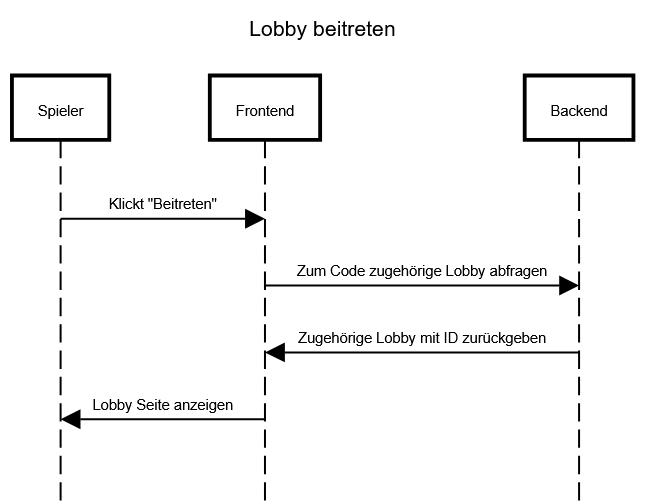 Lobby beitreten
Spieler
Frontend
Backend
Klickt "Beitreten"
Zum Code zugehörige Lobby abfragen
Zugehörige Lobby mit ID zurückgeben
Lobby Seite anzeigen